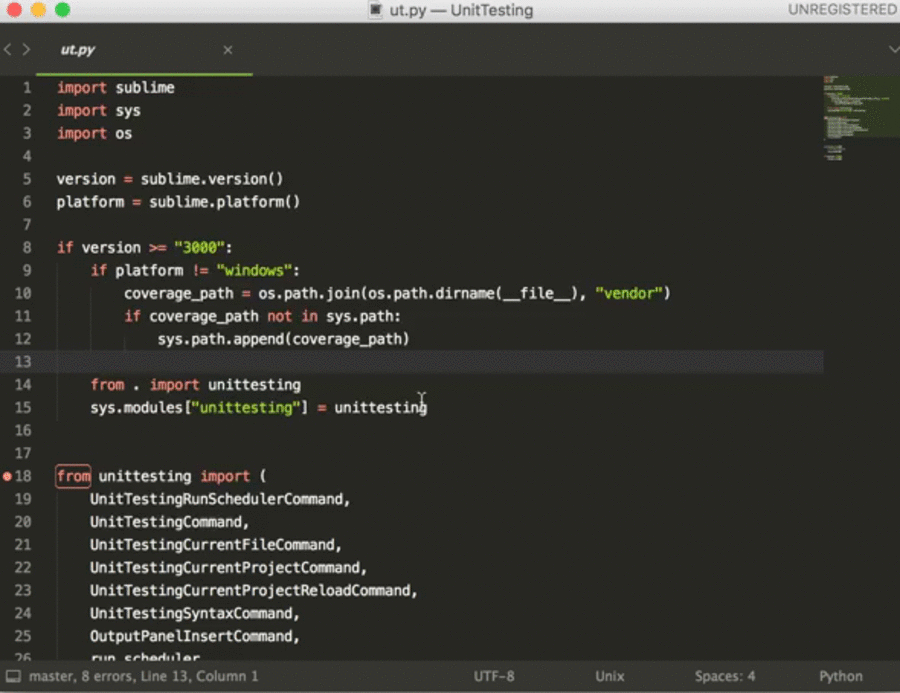 ut.py — UnitTesting
UNREGISTERED
ut.py
1 import sublime
2 import sys
3 import os
4
5 version = sublime.version()
6 platform = sublime.platform()
7
8 if version >= "3000":
9 if platform != "windows":
10 coverage_path = os.path.join(os.path.dirname(__file__), "vendor")
11 if coverage_path not in sys.path:
12 sys.path.append(coverage_path)
13
14 from . import unittesting
15 sys.modules["unittesting"] = unittesting
16
17
18 from unittesting import (
19 UnitTestingRunSchedulerCommand,
20 UnitTestingCommand,
21 UnitTestingCurrentFileCommand,
22 UnitTestingCurrentProjectCommand,
23 UnitTestingCurrentProjectReloadCommand,
24 UnitTestingSyntaxCommand,
25 OutputPanelInsertCommand,
26 run_scheduler
master, 8 errors, Line 13, Column 1
UTF-8
Unix
Spaces: 4
Python